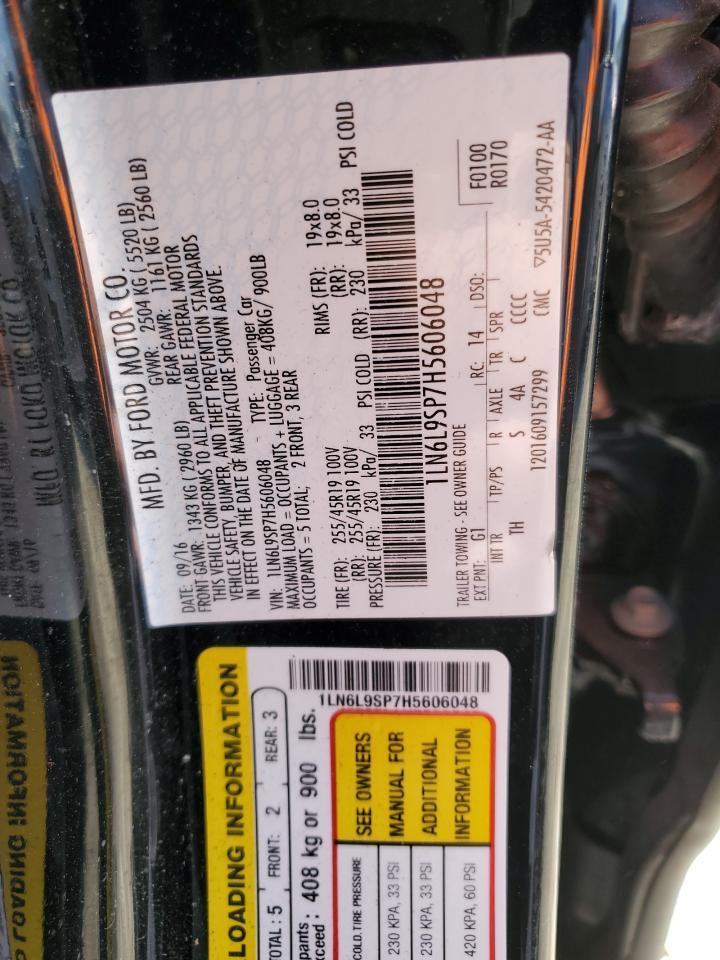 MFD. BY FORD MOTOR CO.
DATE: 09/16 GVWR: 2504 KG ( 5520 LB)
FRONT GAWR: 1343 KG ( 2960 LB) REAR GAWR: 1161 KG ( 2560 LB)
THIS VEHICLE CONFORMS TO ALL APPLICABLE FEDERAL MOTOR
VEHICLE SAFETY, BUMPER, AND THEFT PREVENTION STANDARDS
IN EFFECT ON THE DATE OF MANUFACTURE SHOWN ABOVE.
VIN: 1LN6L9SP7H5606048 TYPE: Passenger Car
MAXIMUM LOAD = OCCUPANTS + LUGGAGE = 408KG/ 900LB
OCCUPANTS = 5 TOTAL; 2 FRONT, 3 REAR
TIRE (FR): 255/45R19 100V RIMS (FR): 19x8.0
(RR): 255/45R19 100V (RR): 19x8.0
PRESSURE (FR): 230 kPa/ 33 PSI COLD (RR): 230 kPa/ 33 PSI COLD
1LN6L9SP7H5606048
TRAILER TOWING - SEE OWNER GUIDE
F0100
R0170
EXT PNT: G1 RC: 14 DSO:
INT TR TP/PS R AXLE TR SPR
TH S 4A C CCCC
1201609157299 CMC ▽5U5A-5420472-AA
LOADING INFORMATION
TOTAL : 5 FRONT: 2 REAR: 3
pants :
xceed : 408 kg or 900 lbs.
1LN6L9SP7H5606048
COLD TIRE PRESSURE
230 KPA, 33 PSI
230 KPA, 33 PSI
420 KPA, 60 PSI
SEE OWNERS
MANUAL FOR
ADDITIONAL
INFORMATION